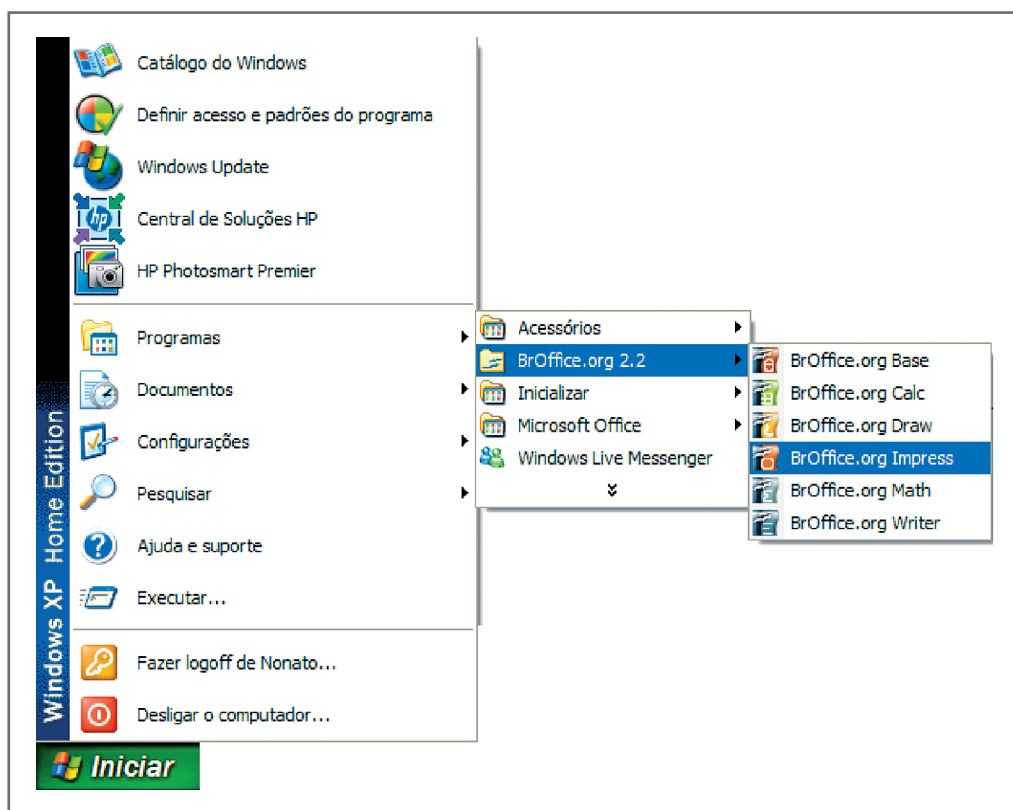 Catálogo do Windows
Definir acesso e padrões do programa
Windows Update
hp
Central de Soluções HP
HP Photosmart Premier
Programas
Documentos
Configurações
Pesquisar
Ajuda e suporte
Executar...
Fazer logoff de Nonato...
Desligar o computador...
Windows XP Home Edition
Iniciar
Acessórios
BrOffice.org 2.2
Inicializar
Microsoft Office
Windows Live Messenger
BrOffice.org Base
BrOffice.org Calc
BrOffice.org Draw
BrOffice.org Impress
BrOffice.org Math
BrOffice.org Writer